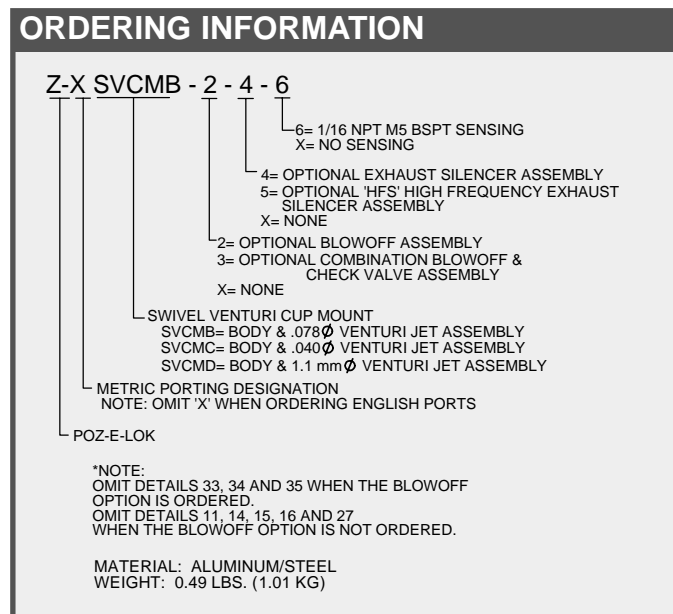 ORDERING INFORMATION
Z-X SVCMB - 2 - 4 - 6
6= 1/16 NPT M5 BSPT SENSING
X= NO SENSING
4= OPTIONAL EXHAUST SILENCER ASSEMBLY
5= OPTIONAL 'HFS' HIGH FREQUENCY EXHAUST
SILENCER ASSEMBLY
X= NONE
2= OPTIONAL BLOWOFF ASSEMBLY
3= OPTIONAL COMBINATION BLOWOFF &
CHECK VALVE ASSEMBLY
X= NONE
SWIVEL VENTURI CUP MOUNT
SVCMB= BODY & .078Ø VENTURI JET ASSEMBLY
SVCMC= BODY & .040Ø VENTURI JET ASSEMBLY
SVCMD= BODY & 1.1 mmØ VENTURI JET ASSEMBLY
METRIC PORTING DESIGNATION
NOTE: OMIT 'X' WHEN ORDERING ENGLISH PORTS
POZ-E-LOK
*NOTE:
OMIT DETAILS 33, 34 AND 35 WHEN THE BLOWOFF
OPTION IS ORDERED.
OMIT DETAILS 11, 14, 15, 16 AND 27
WHEN THE BLOWOFF OPTION IS NOT ORDERED.
MATERIAL: ALUMINUM/STEEL
WEIGHT: 0.49 LBS. (1.01 KG)